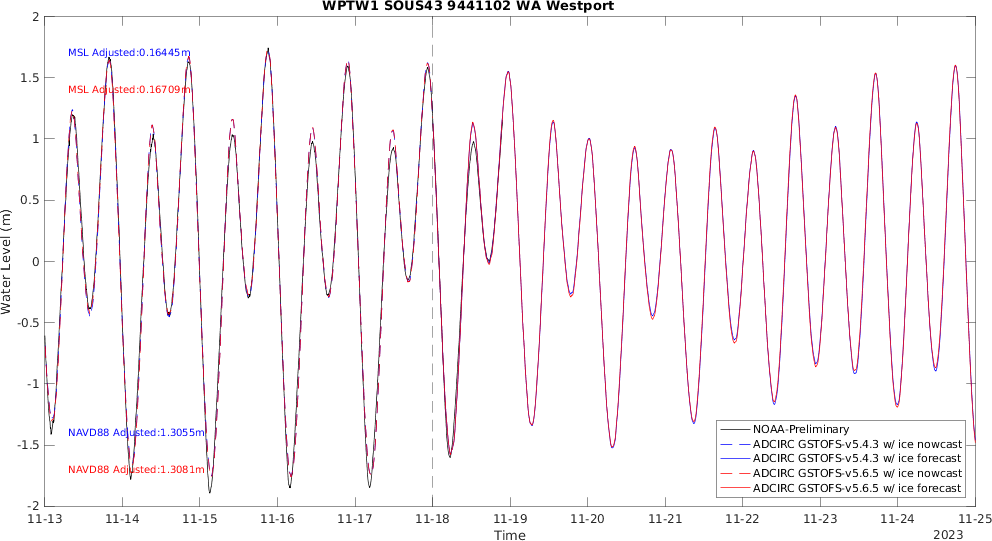 WPTW1 SOUS43 9441102 WA Westport
2
1.5
1
0.5
0
-0.5
-1
-1.5
-2
Water Level (m)
MSL Adjusted:0.16445m
MSL Adjusted:0.16709m
NAVD88 Adjusted:1.3055m
NAVD88 Adjusted:1.3081m
NOAA-Preliminary
ADCIRC GSTOFS-v5.4.3 w/ ice nowcast
ADCIRC GSTOFS-v5.4.3 w/ ice forecast
ADCIRC GSTOFS-v5.6.5 w/ ice nowcast
ADCIRC GSTOFS-v5.6.5 w/ ice forecast
11-13 11-14 11-15 11-16 11-17 11-18 11-19 11-20 11-21 11-22 11-23 11-24 11-25
Time
2023